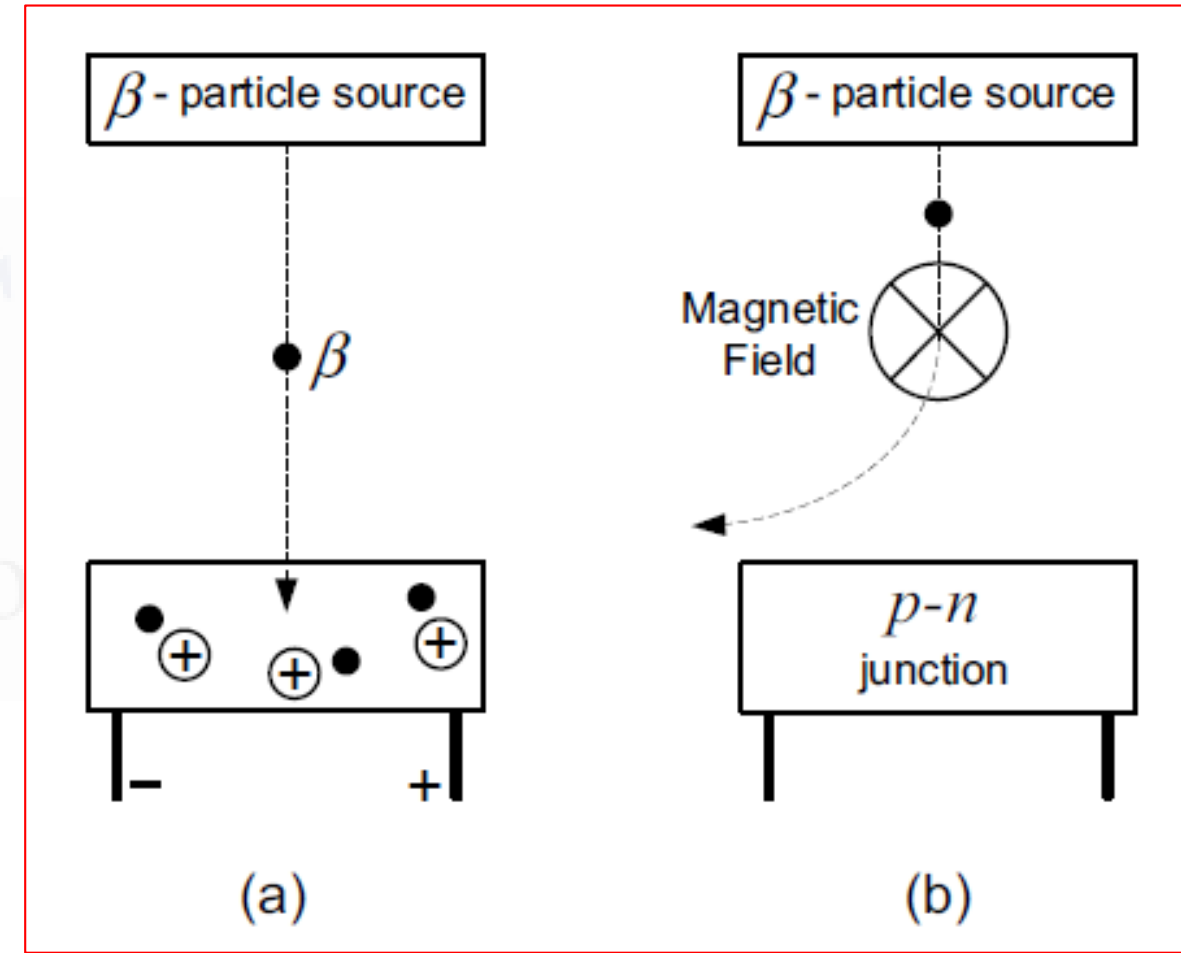 β - particle source
β - particle source
β
Magnetic
Field
+ + +
p-n
junction
− +
(a)
(b)